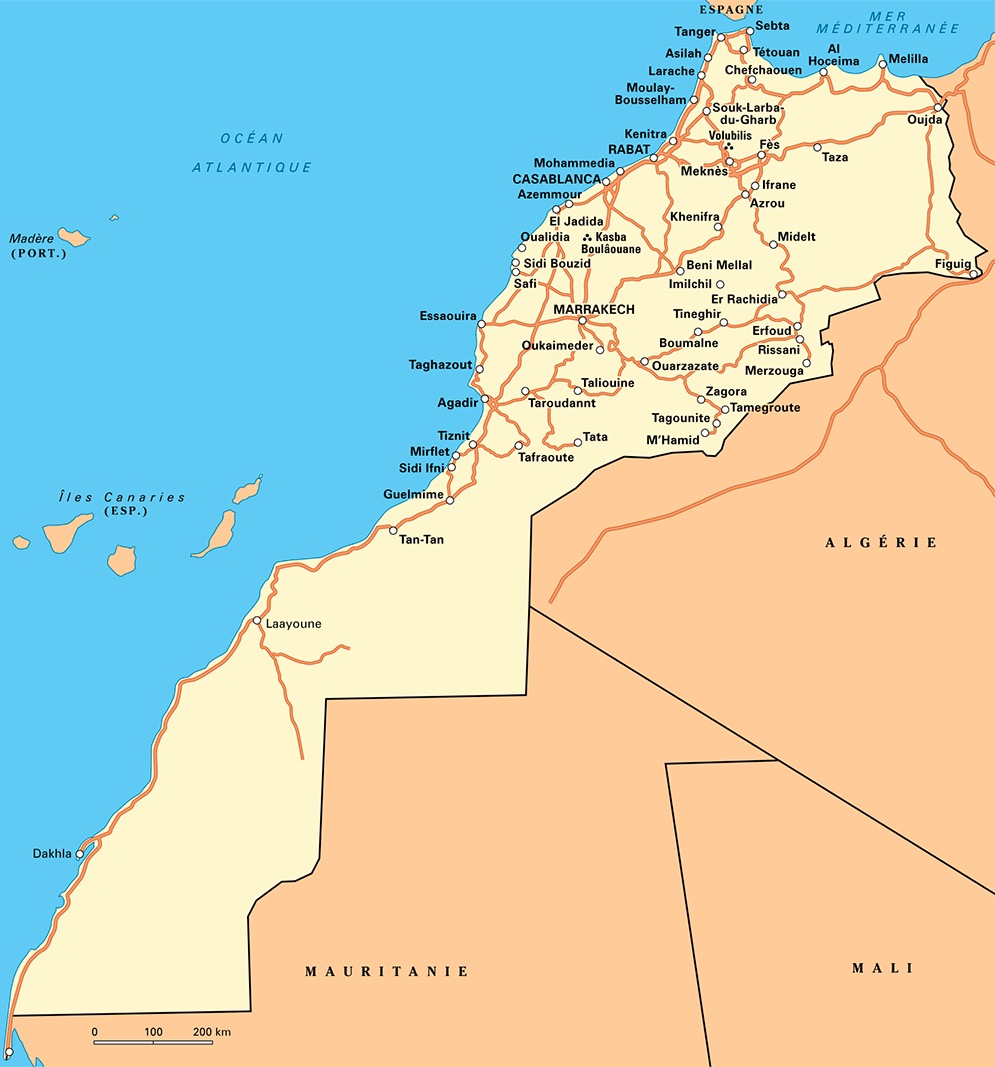 ESPAGNE
MER
MÉDITERRANÉE
Sebta
Tanger
Tétouan
Al
Hoceima
Melilla
Asilah
Larache
Chefchaouen
Moulay-
Bousselham
Souk-Larba-
du-Gharb
Oujda
OCÉAN
ATLANTIQUE
Kenitra
Volubilis
RABAT
Fès
Taza
Mohammedia
Meknès
CASABLANCA
Ifrane
Azemmour
Azrou
El Jadida
Khenifra
Madère
(PORT.)
Oualidia
Kasba
Boulâouane
Midelt
Sidi Bouzid
Beni Mellal
Figuig
Safi
Imilchil
Er Rachidia
MARRAKECH
Essaouira
Tineghir
Erfoud
Oukaimeder
Boumalne
Rissani
Taghazout
Ouarzazate
Merzouga
Taliouine
Zagora
Agadir
Taroudannt
Tamegroute
Tagounite
Tiznit
Tata
M'Hamid
Mirflet
Tafraoute
Sidi Ifni
Îles Canaries
(ESP.)
Guelmime
Tan-Tan
ALGÉRIE
Laayoune
Dakhla
MAURITANIE
MALI
0 100 200 km